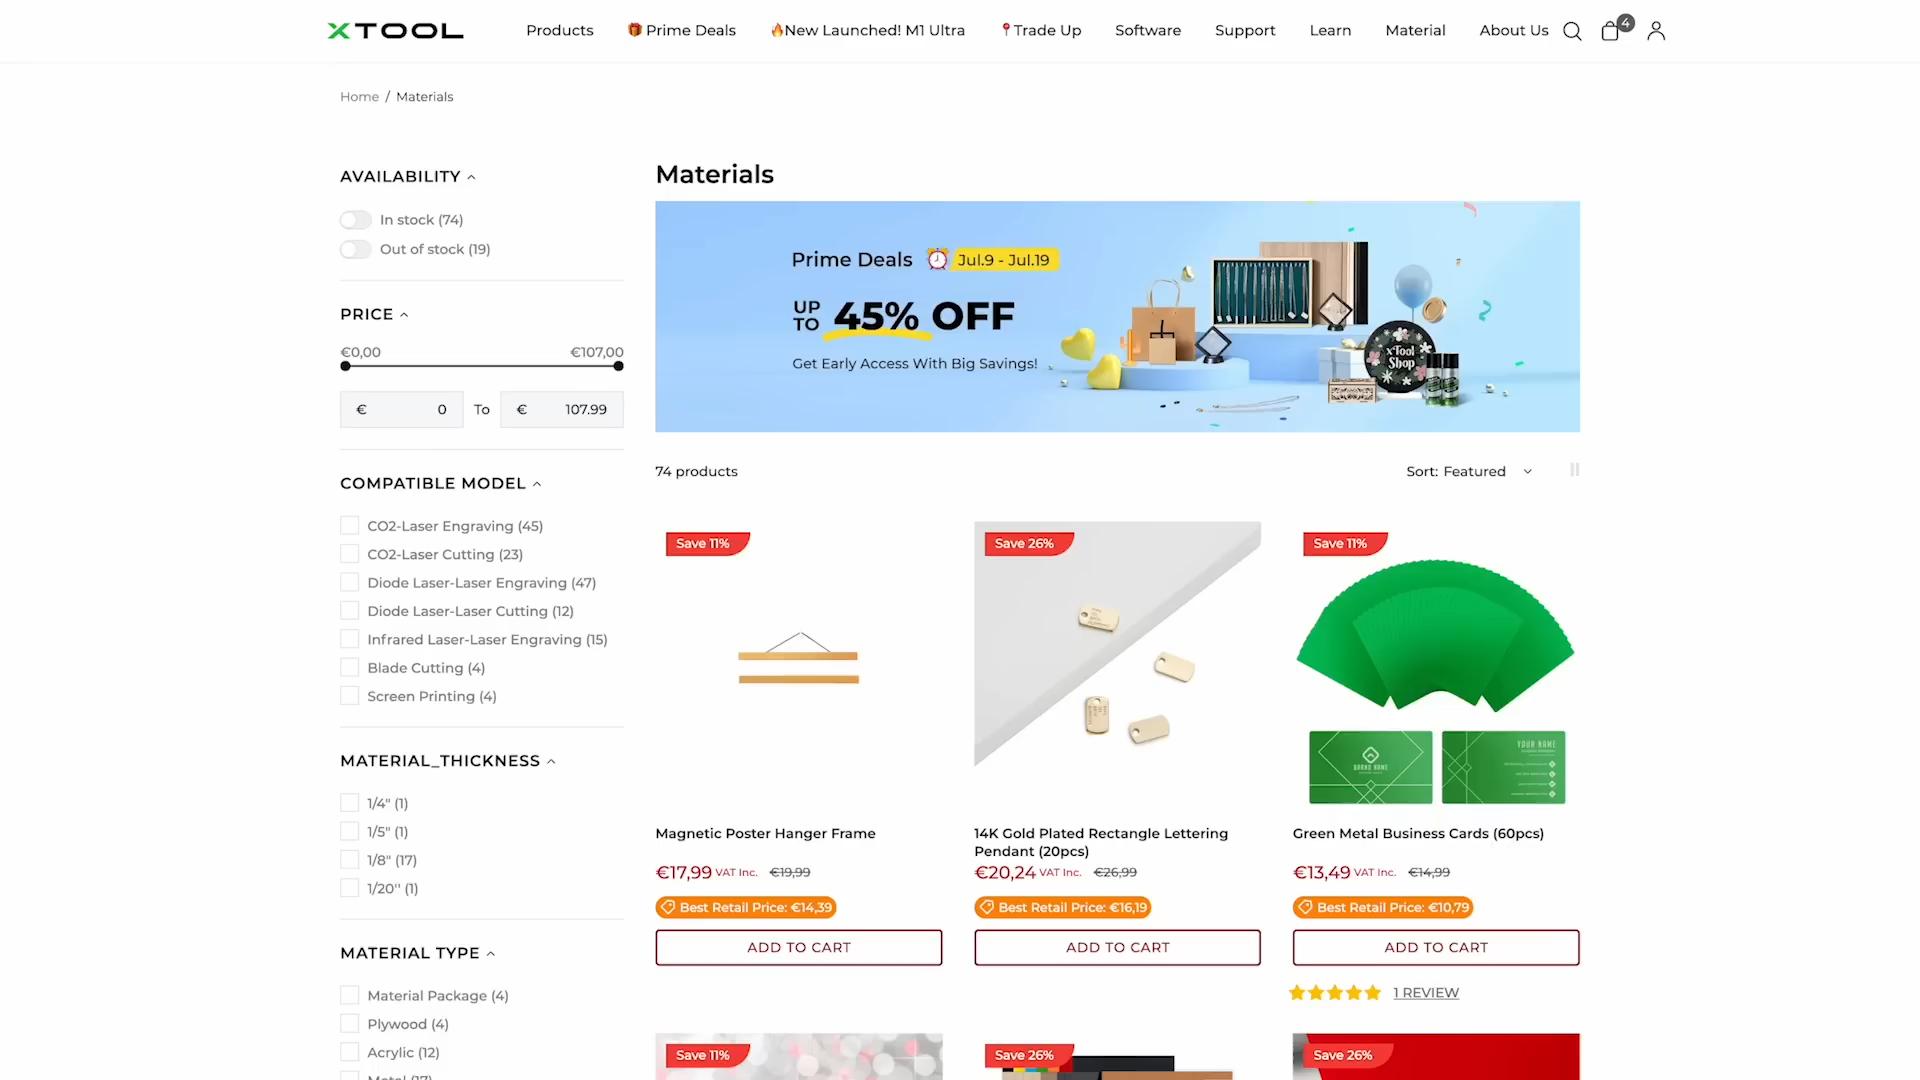 XTOOL
Products
Prime Deals
New Launched! M1 Ultra
Trade Up
Software
Support
Learn
Material
About Us
4
Home / Materials
AVAILABILITY
In stock (74)
Out of stock (19)
PRICE
€0,00
€107,00
€ 0 To € 107.99
COMPATIBLE MODEL
CO2-Laser Engraving (45)
CO2-Laser Cutting (23)
Diode Laser-Laser Engraving (47)
Diode Laser-Laser Cutting (12)
Infrared Laser-Laser Engraving (15)
Blade Cutting (4)
Screen Printing (4)
MATERIAL_THICKNESS
1/4" (1)
1/5" (1)
1/8" (17)
1/20'' (1)
MATERIAL TYPE
Material Package (4)
Plywood (4)
Acrylic (12)
Metal (17)
Materials
Prime Deals Jul.9 - Jul.19
UP TO 45% OFF
Get Early Access With Big Savings!
xTool
Shop
74 products
Sort: Featured
Save 11%
Magnetic Poster Hanger Frame
€17,99 VAT Inc. €19,99
Best Retail Price: €14,39
ADD TO CART
Save 26%
14K Gold Plated Rectangle Lettering
Pendant (20pcs)
€20,24 VAT Inc. €26,99
Best Retail Price: €16,19
ADD TO CART
Save 11%
BRAND NAME
YOUR NAME
Green Metal Business Cards (60pcs)
€13,49 VAT Inc. €14,99
Best Retail Price: €10,79
ADD TO CART
1 REVIEW
Save 11%
Save 26%
Save 26%